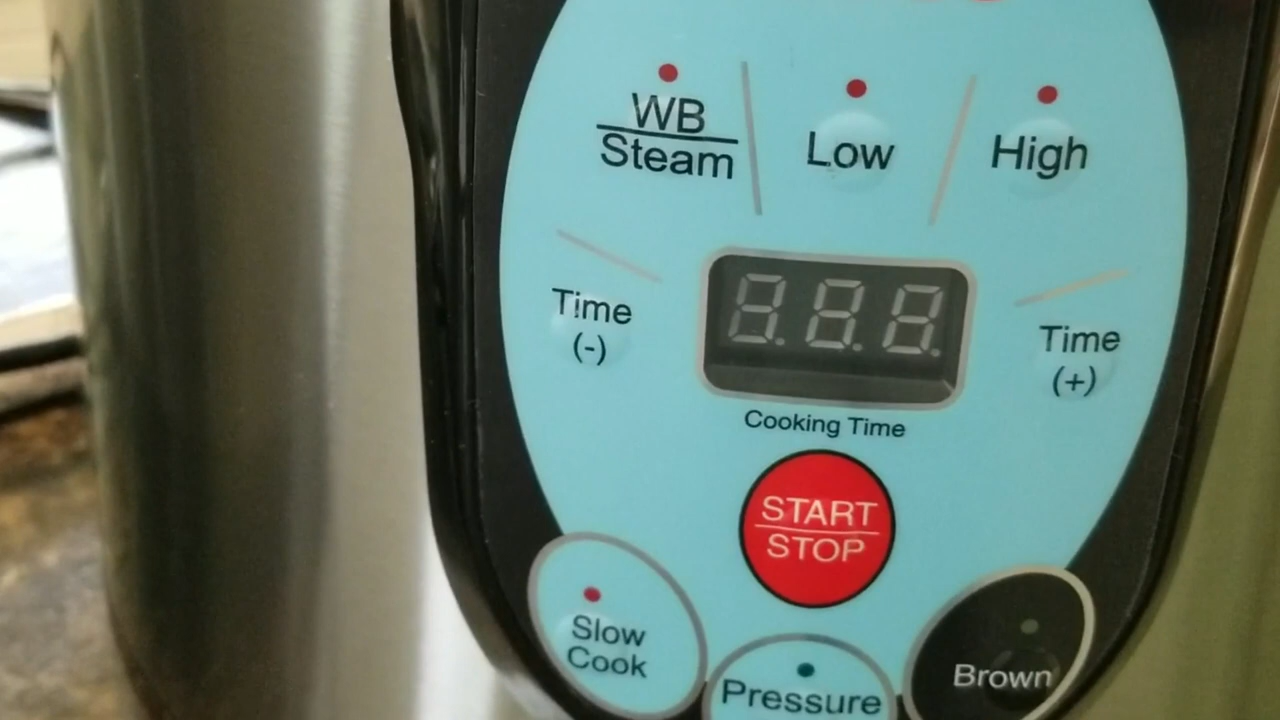 WB
Steam
Low
High
Time
(-)
Time
(+)
Cooking Time
START
STOP
Slow
Cook
Pressure
Brown